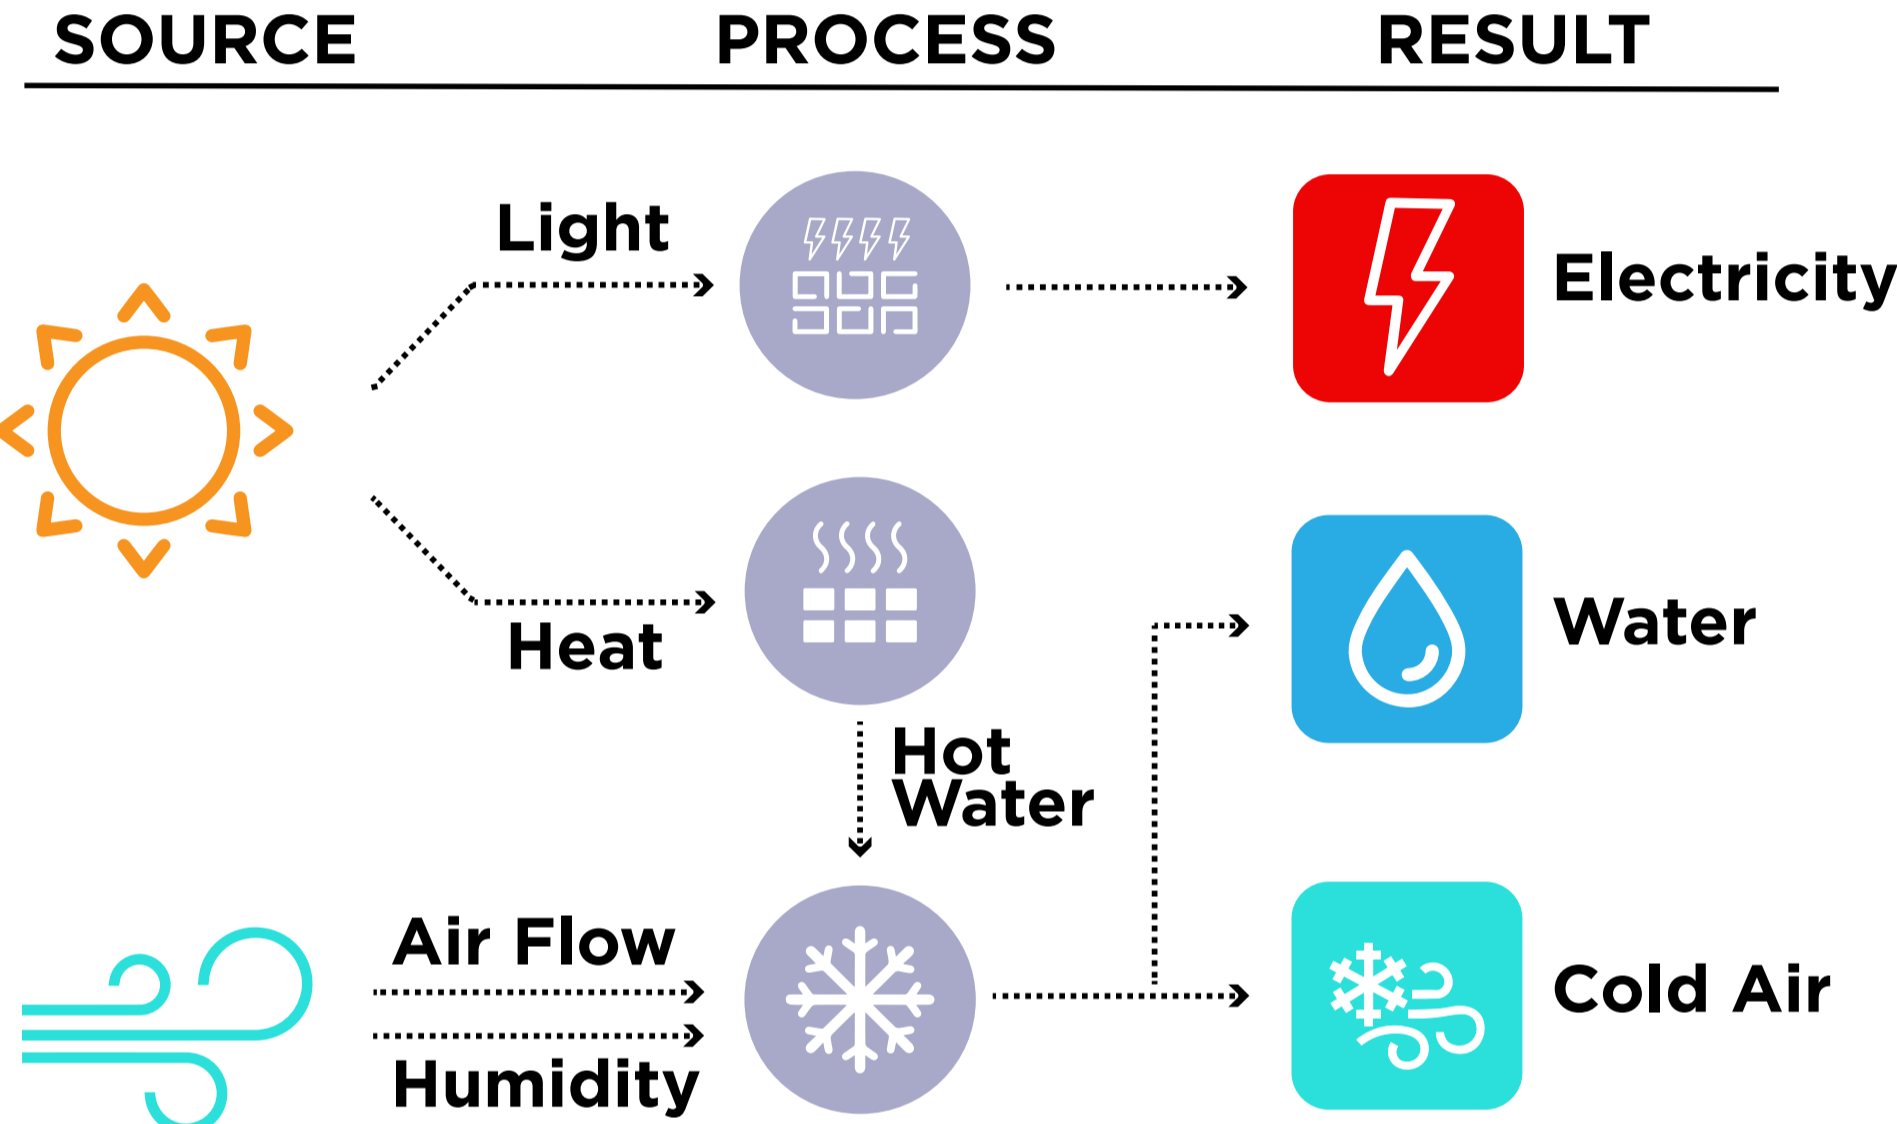 SOURCE PROCESS RESULT
Light
Electricity
Heat
Water
Hot
Water
Air Flow
Cold Air
Humidity